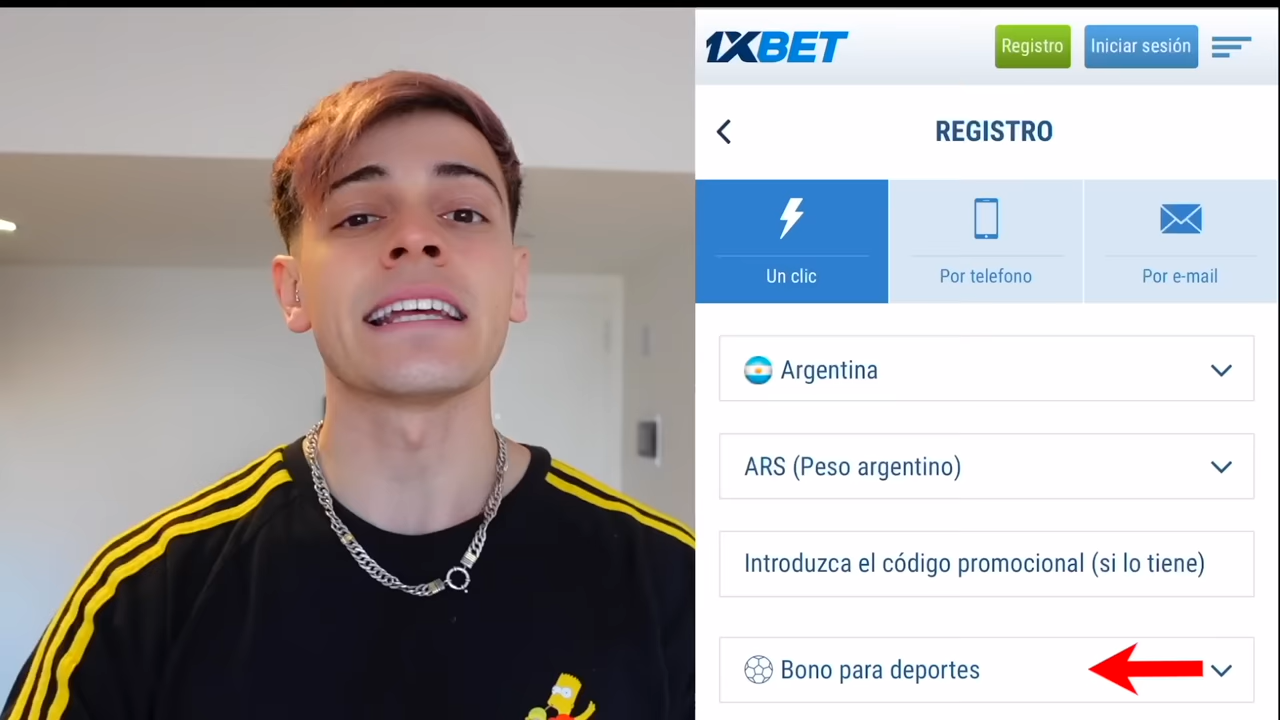 1XBET
Registro
Iniciar sesión
REGISTRO
Un clic
Por telefono
Por e-mail
Argentina
ARS (Peso argentino)
Introduzca el código promocional (si lo tiene)
Bono para deportes